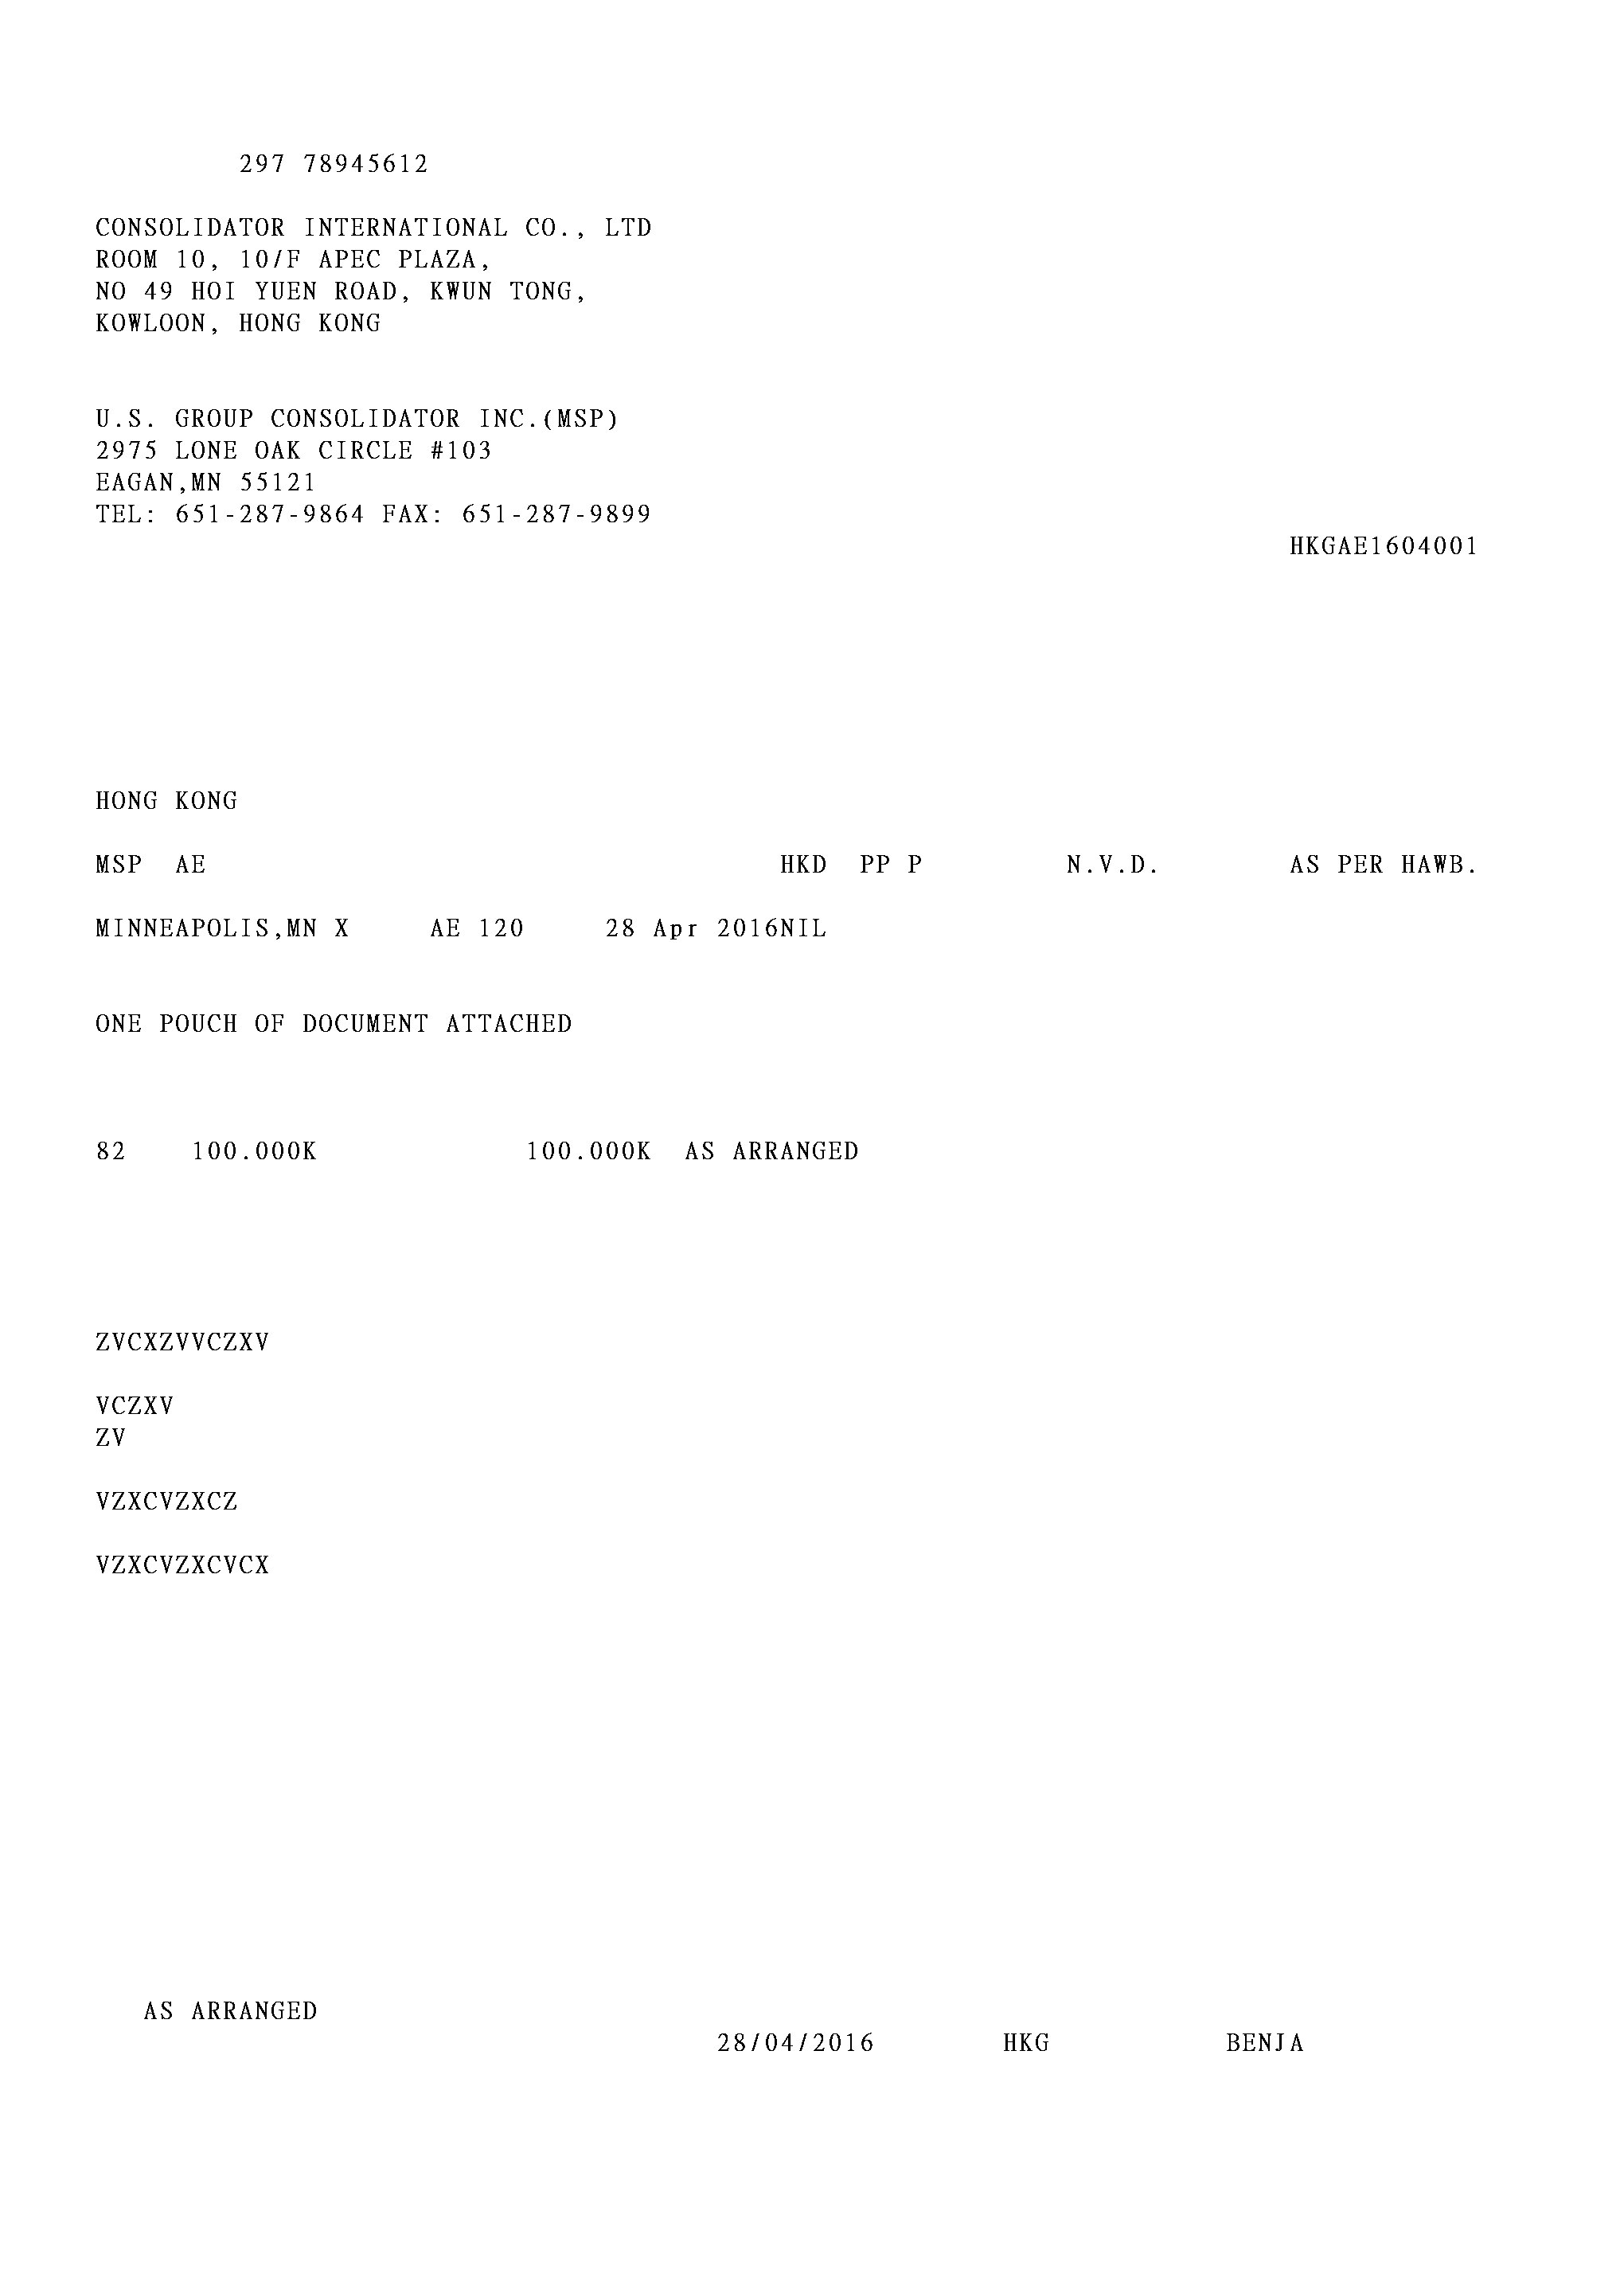 297 78945612
CONSOLIDATOR INTERNATIONAL CO., LTD
ROOM 10, 10/F APEC PLAZA,
NO 49 HOI YUEN ROAD, KWUN TONG,
KOWLOON, HONG KONG
U.S. GROUP CONSOLIDATOR INC.(MSP)
2975 LONE OAK CIRCLE #103
EAGAN,MN 55121
TEL: 651-287-9864 FAX: 651-287-9899
HKGAE1604001
HONG KONG
MSP  AE HKD  PP P N.V.D. AS PER HAWB.
MINNEAPOLIS,MN X AE 120 28 Apr 2016NIL
ONE POUCH OF DOCUMENT ATTACHED
82 100.000K 100.000K AS ARRANGED
ZVCXZVVCZXV
VCZXV
ZV
VZXCVZXCZ
VZXCVZXCVCX
AS ARRANGED
28/04/2016 HKG BENJA